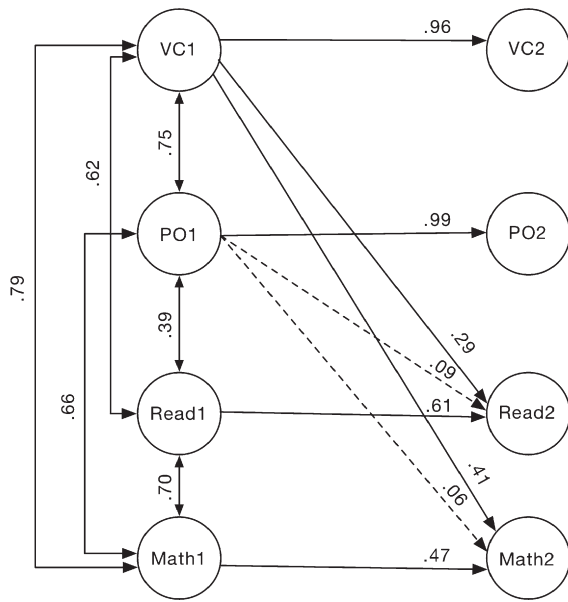 .96
VC1
VC2
.75
.62
.99
PO1
PO2
.79
.39
.29
.09
.66
Read1
.61
Read2
.70
.41
.06
Math1
.47
Math2